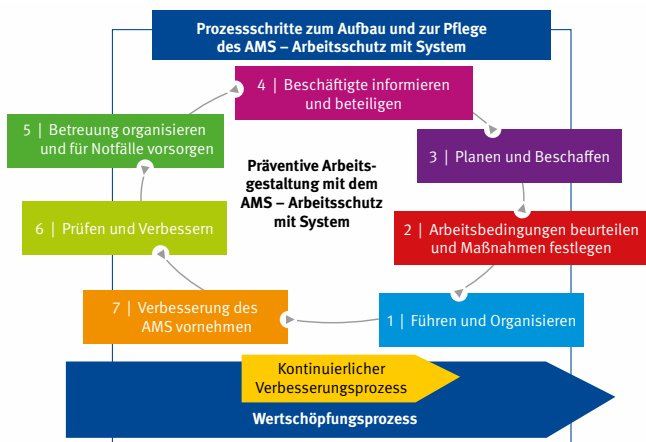 Prozessschritte zum Aufbau und zur Pflege
des AMS – Arbeitsschutz mit System
4 | Beschäftigte informieren
und beteiligen
5 | Betreuung organisieren
und für Notfälle vorsorgen
3 | Planen und Beschaffen
Präventive Arbeits-
gestaltung mit dem
AMS – Arbeitsschutz
mit System
6 | Prüfen und Verbessern
2 | Arbeitsbedingungen beurteilen
und Maßnahmen festlegen
7 | Verbesserung des
AMS vornehmen
1 | Führen und Organisieren
Kontinuierlicher
Verbesserungsprozess
Wertschöpfungsprozess